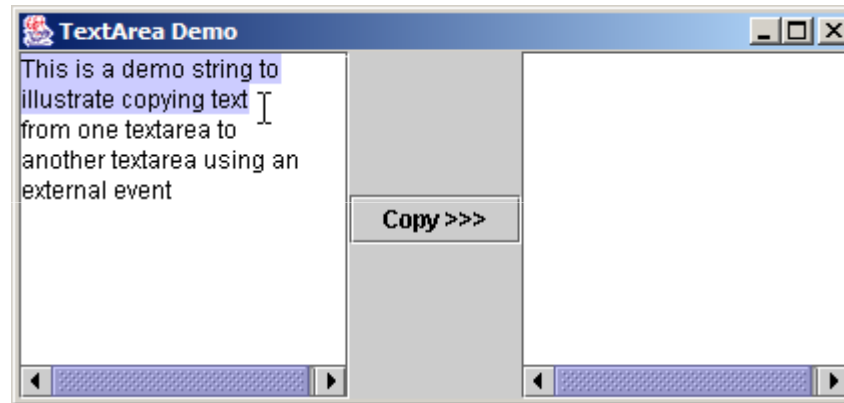 TextArea Demo
This is a demo string to
illustrate copying text
from one textarea to
another textarea using an
external event
Copy >>>